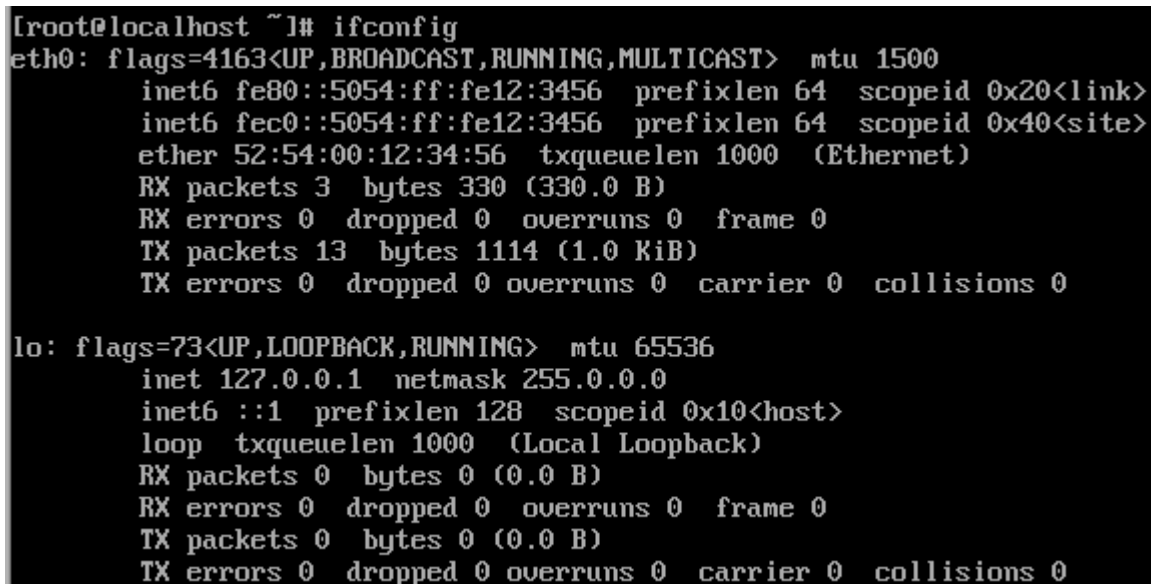 [root@localhost ~]# ifconfig
eth0: flags=4163<UP,BROADCAST,RUNNING,MULTICAST>  mtu 1500
        inet6 fe80::5054:ff:fe12:3456  prefixlen 64  scopeid 0x20<link>
        inet6 fec0::5054:ff:fe12:3456  prefixlen 64  scopeid 0x40<site>
        ether 52:54:00:12:34:56  txqueuelen 1000  (Ethernet)
        RX packets 3  bytes 330 (330.0 B)
        RX errors 0  dropped 0  overruns 0  frame 0
        TX packets 13  bytes 1114 (1.0 KiB)
        TX errors 0  dropped 0 overruns 0  carrier 0  collisions 0

lo: flags=73<UP,LOOPBACK,RUNNING>  mtu 65536
        inet 127.0.0.1  netmask 255.0.0.0
        inet6 ::1  prefixlen 128  scopeid 0x10<host>
        loop  txqueuelen 1000  (Local Loopback)
        RX packets 0  bytes 0 (0.0 B)
        RX errors 0  dropped 0  overruns 0  frame 0
        TX packets 0  bytes 0 (0.0 B)
        TX errors 0  dropped 0 overruns 0  carrier 0  collisions 0